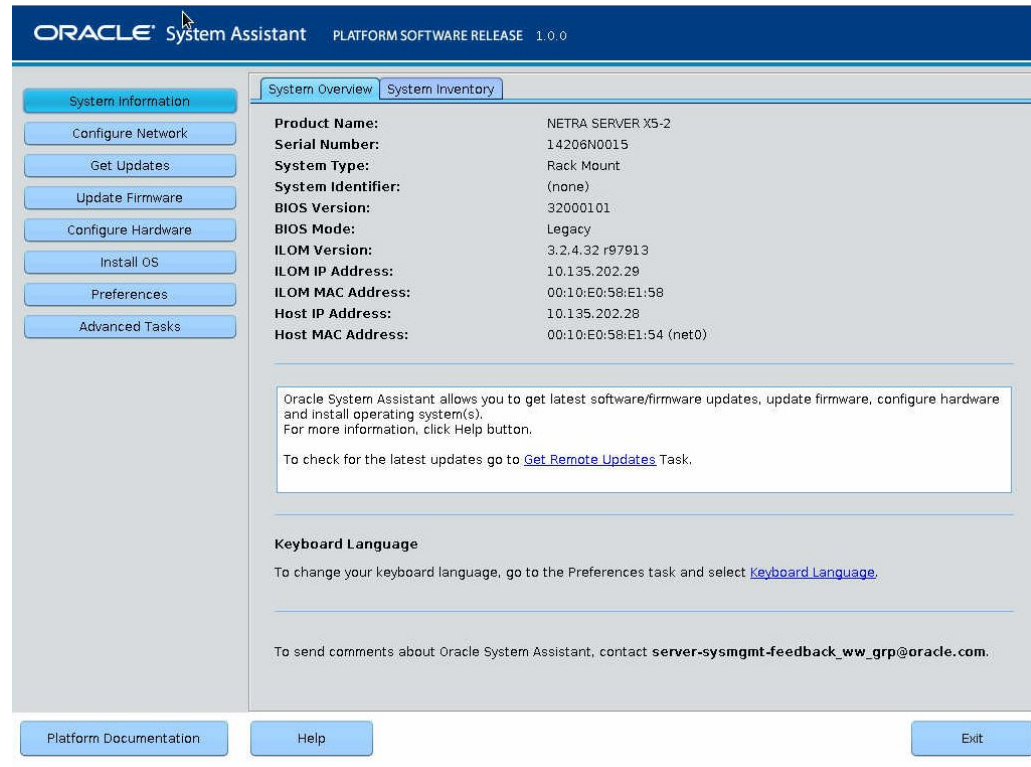 ORACLE® System Assistant PLATFORM SOFTWARE RELEASE 1.0.0
System Information
Configure Network
Get Updates
Update Firmware
Configure Hardware
Install OS
Preferences
Advanced Tasks
System Overview System Inventory
Product Name: NETRA SERVER X5-2
Serial Number: 14206N0015
System Type: Rack Mount
System Identifier: (none)
BIOS Version: 32000101
BIOS Mode: Legacy
ILOM Version: 3.2.4.32 r97913
ILOM IP Address: 10.135.202.29
ILOM MAC Address: 00:10:E0:58:E1:58
Host IP Address: 10.135.202.28
Host MAC Address: 00:10:E0:58:E1:54 (net0)
Oracle System Assistant allows you to get latest software/firmware updates, update firmware, configure hardware
and install operating system(s).
For more information, click Help button.
To check for the latest updates go to Get Remote Updates Task.
Keyboard Language
To change your keyboard language, go to the Preferences task and select Keyboard Language.
To send comments about Oracle System Assistant, contact server-sysmgmt-feedback_ww_grp@oracle.com.
Platform Documentation Help Exit